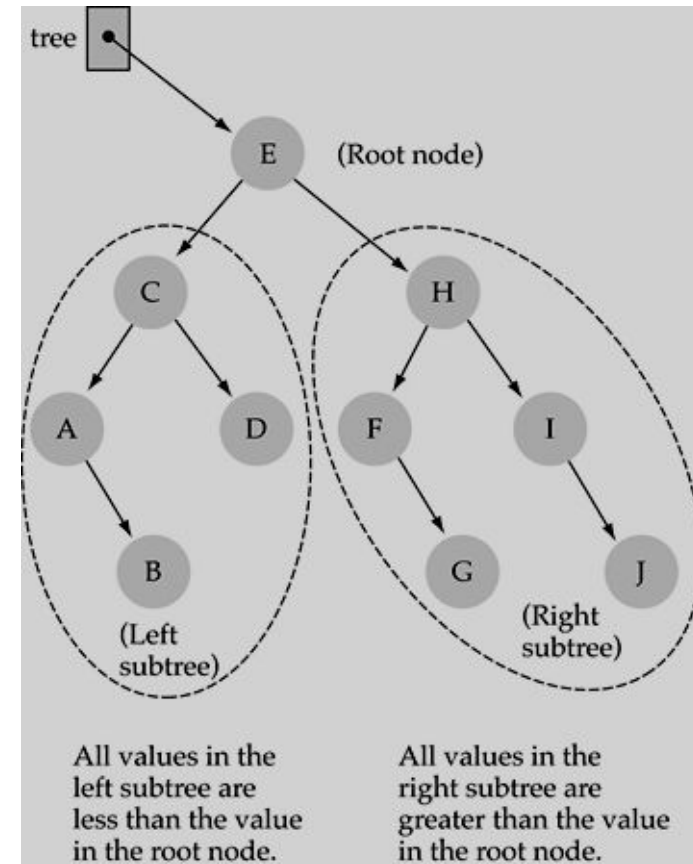 tree
E (Root node)
C H
A D F I
B G J
(Left
subtree)
(Right
subtree)
All values in the
left subtree are
less than the value
in the root node.
All values in the
right subtree are
greater than the value
in the root node.